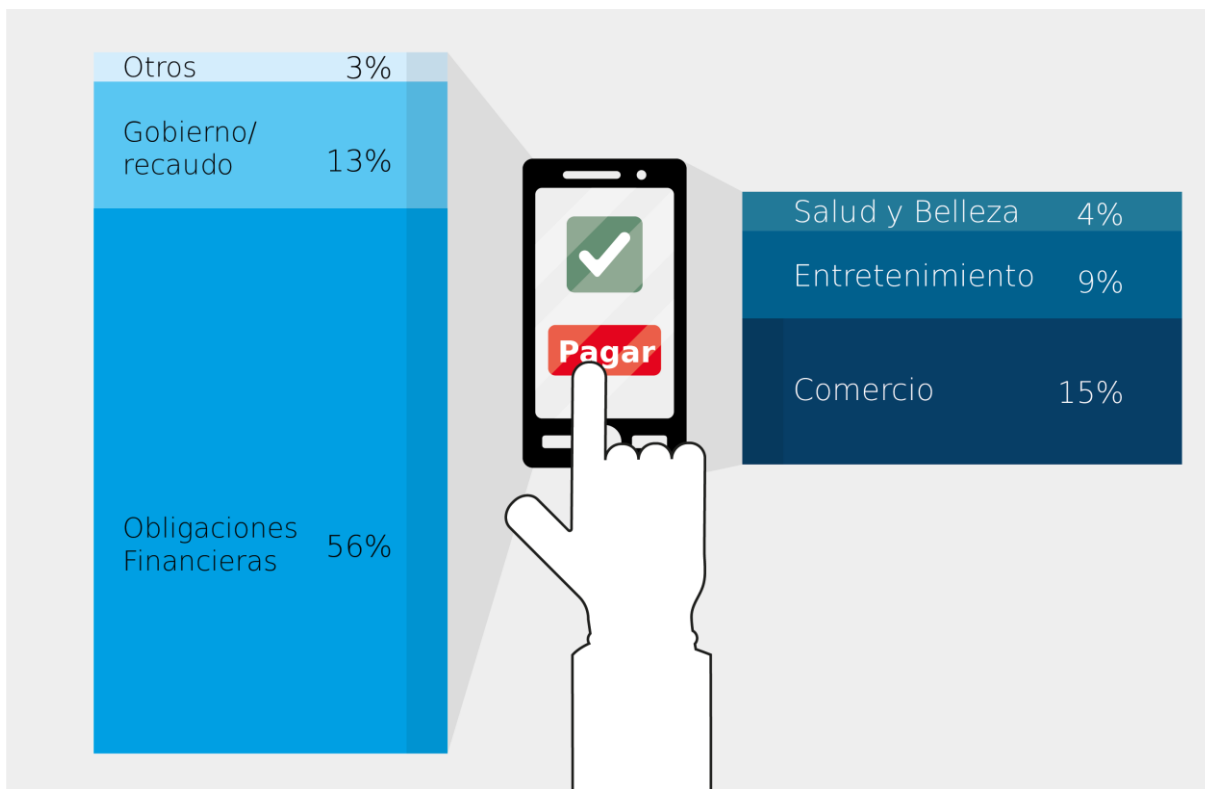 Otros 3%
Gobierno/
recaudo 13%
Obligaciones
Financieras 56%
Pagar
Salud y Belleza 4%
Entretenimiento 9%
Comercio 15%